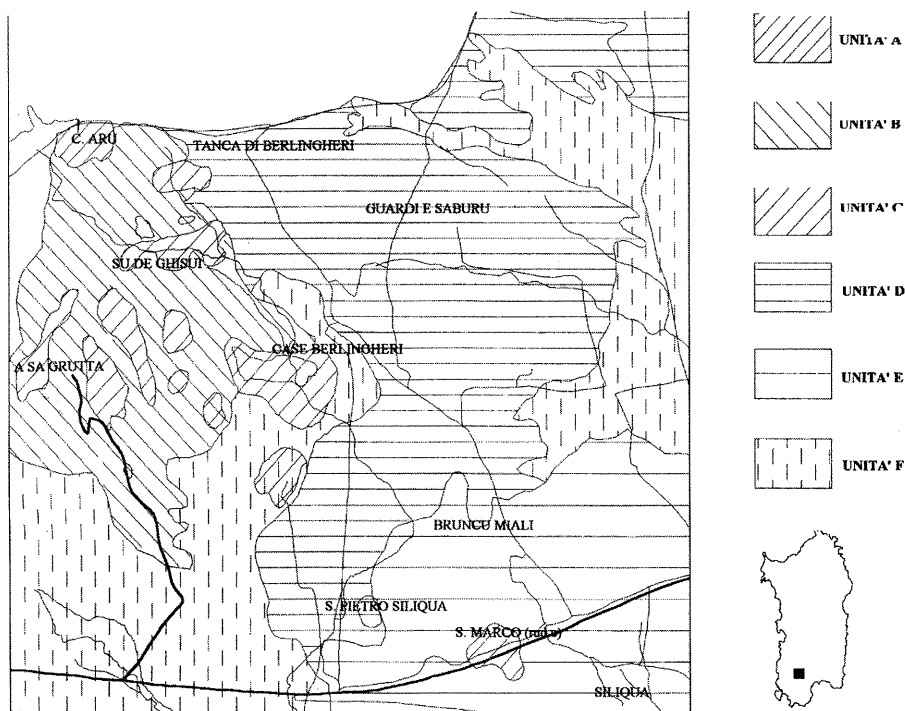 UNITA' A
C. ARU
TANCA DI BERLINGHERI
UNITA' B
GUARDI E SABURU
UNITA' C
SU DE GHISUI
UNITA' D
CASE BERLINGHERI
A SA GRUTTA
UNITA' E
UNITA' F
BRUNCU MIALI
S. PIETRO SILIQUA
S. MARCO
SILIQUA